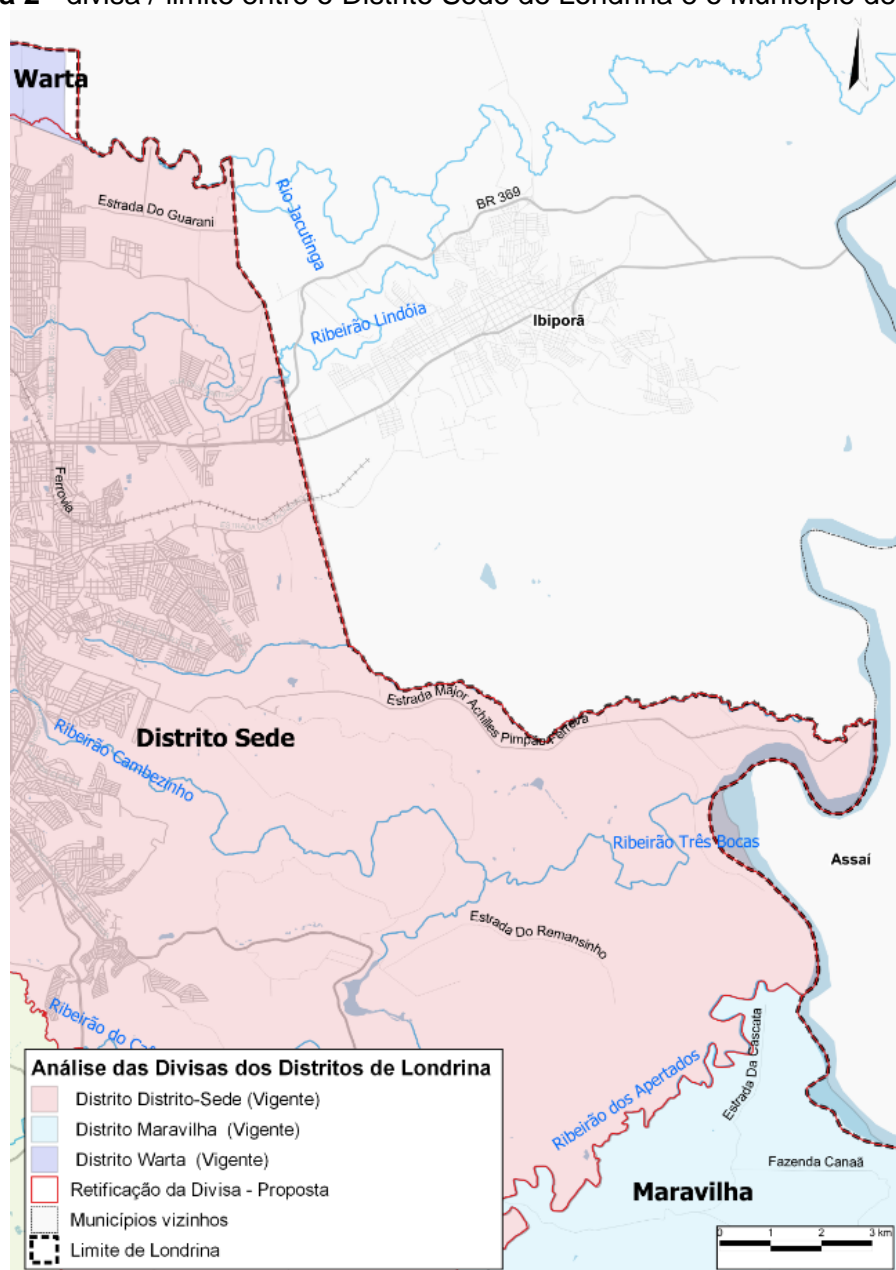 a 2 - divisa / limite entre o Distrito Sede de Londrina e o Município de
Warta
Estrada Do Guarani
Rio Jacutinga
BR 369
Ribeirão Lindóia
Ibiporã
Ferrovia
Estrada Major Achilles Pimpão Ferreira
Distrito Sede
Ribeirão Cambezinho
Ribeirão Três Bocas
Assaí
Estrada Do Remansinho
Ribeirão do
Estrada Da Cascata
Ribeirão dos Apertados
Fazenda Canaã
Maravilha
Análise das Divisas dos Distritos de Londrina
Distrito Distrito-Sede (Vigente)
Distrito Maravilha (Vigente)
Distrito Warta (Vigente)
Retificação da Divisa - Proposta
Municípios vizinhos
Limite de Londrina
0 1 2 3 km